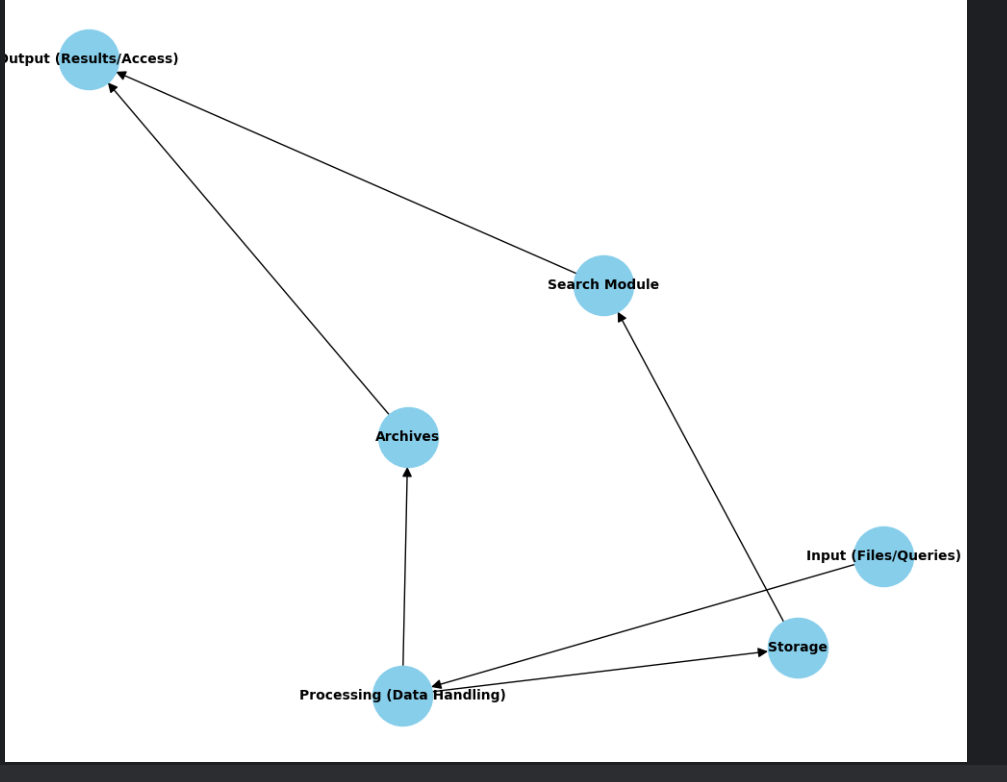 Output (Results/Access)
Search Module
Archives
Input (Files/Queries)
Storage
Processing (Data Handling)